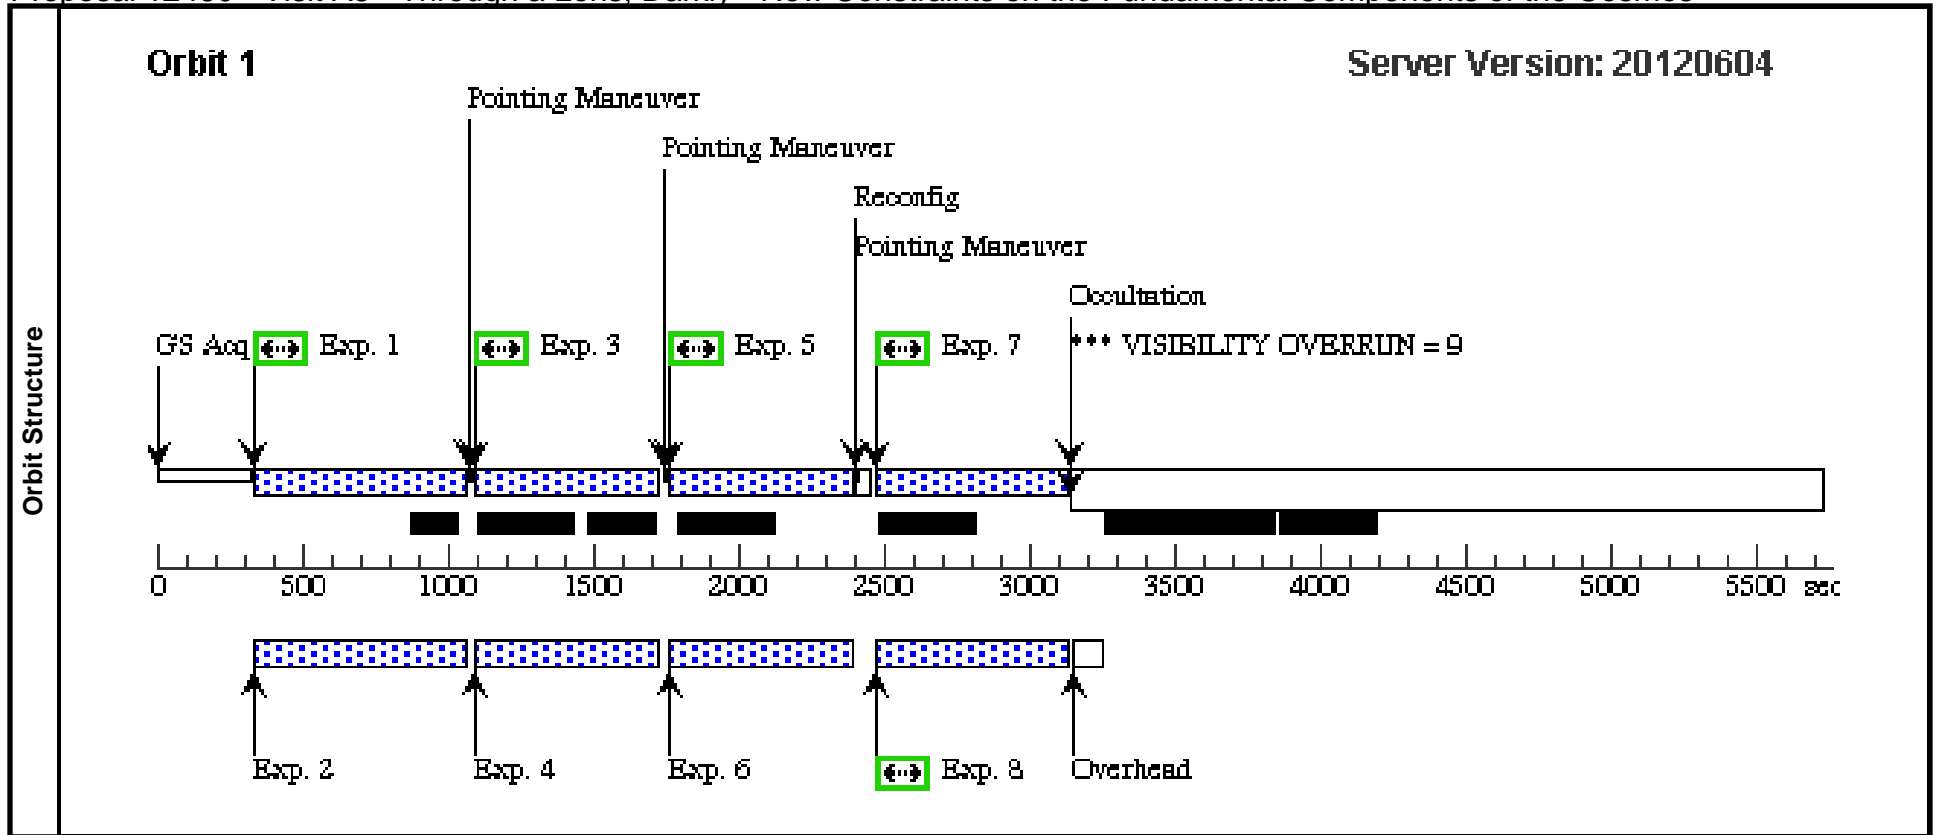 Orbit 1
Server Version: 20120604
Pointing Maneuver
Pointing Maneuver
Reconfig
Pointing Maneuver
Occultation
GS Acq Exp. 1 Exp. 3 Exp. 5 Exp. 7 *** VISIBILITY OVERRUN = 9
Orbit Structure
0 500 1000 1500 2000 2500 3000 3500 4000 4500 5000 5500 sec
Exp. 2 Exp. 4 Exp. 6 Exp. 8 Overhead